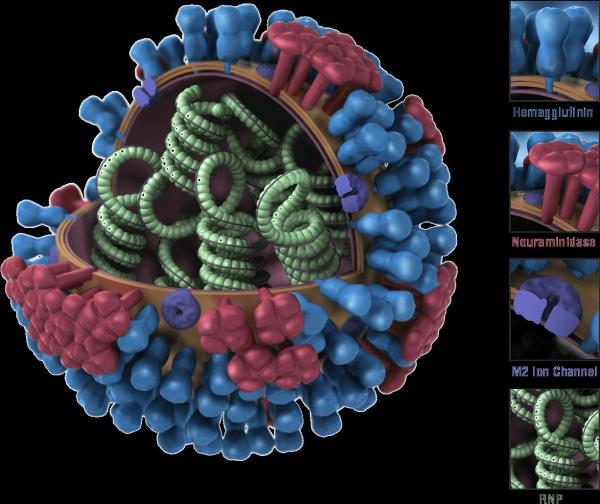 Hemagglutinin
Neuraminidase
M2 Ion Channel
RNP